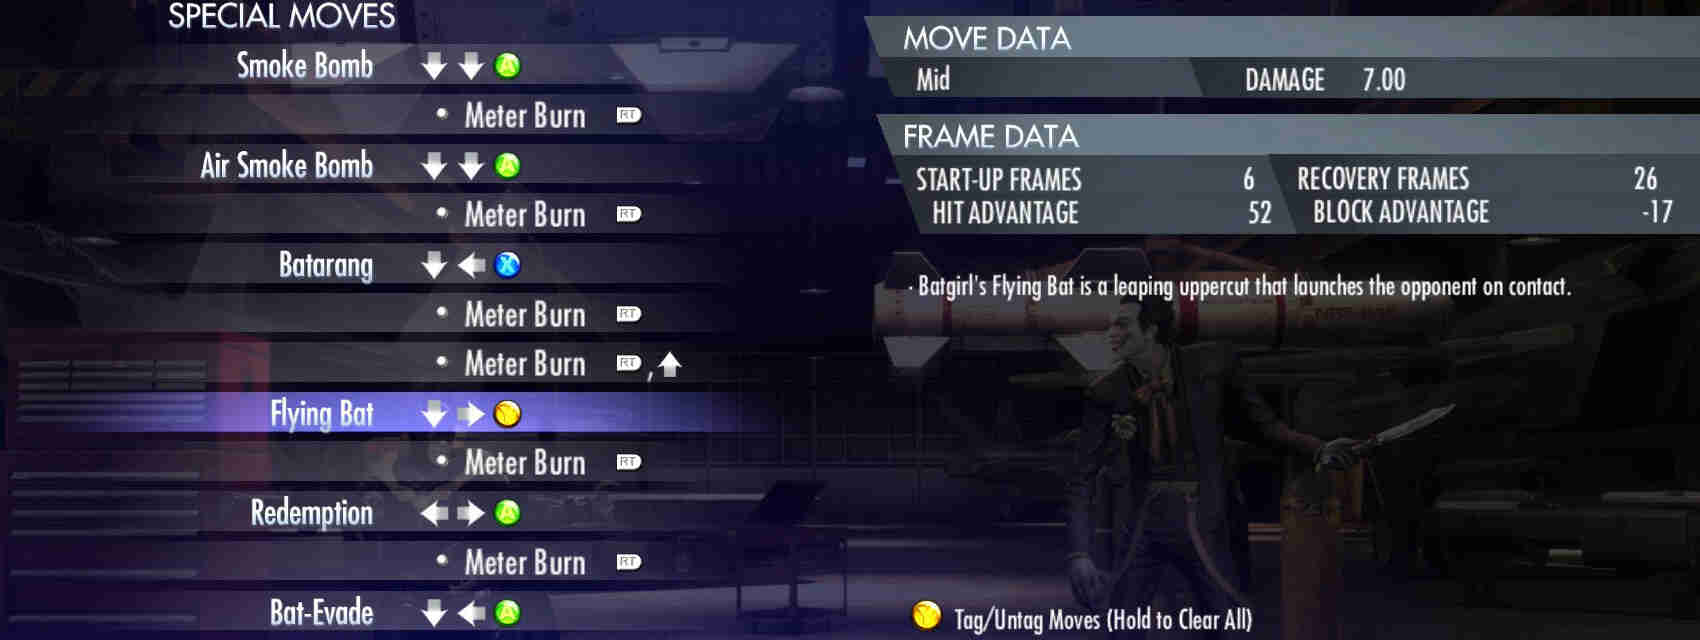 SPECIAL MOVES
Smoke Bomb A
Meter Burn RT
Air Smoke Bomb A
Meter Burn RT
Batarang X
Meter Burn RT
Meter Burn RT ,
Flying Bat Y
Meter Burn RT
Redemption A
Meter Burn RT
Bat-Evade A
MOVE DATA
Mid DAMAGE 7.00
FRAME DATA
START-UP FRAMES 6 RECOVERY FRAMES 26
HIT ADVANTAGE 52 BLOCK ADVANTAGE -17
· Batgirl's Flying Bat is a leaping uppercut that launches the opponent on contact.
Y Tag/Untag Moves (Hold to Clear All)